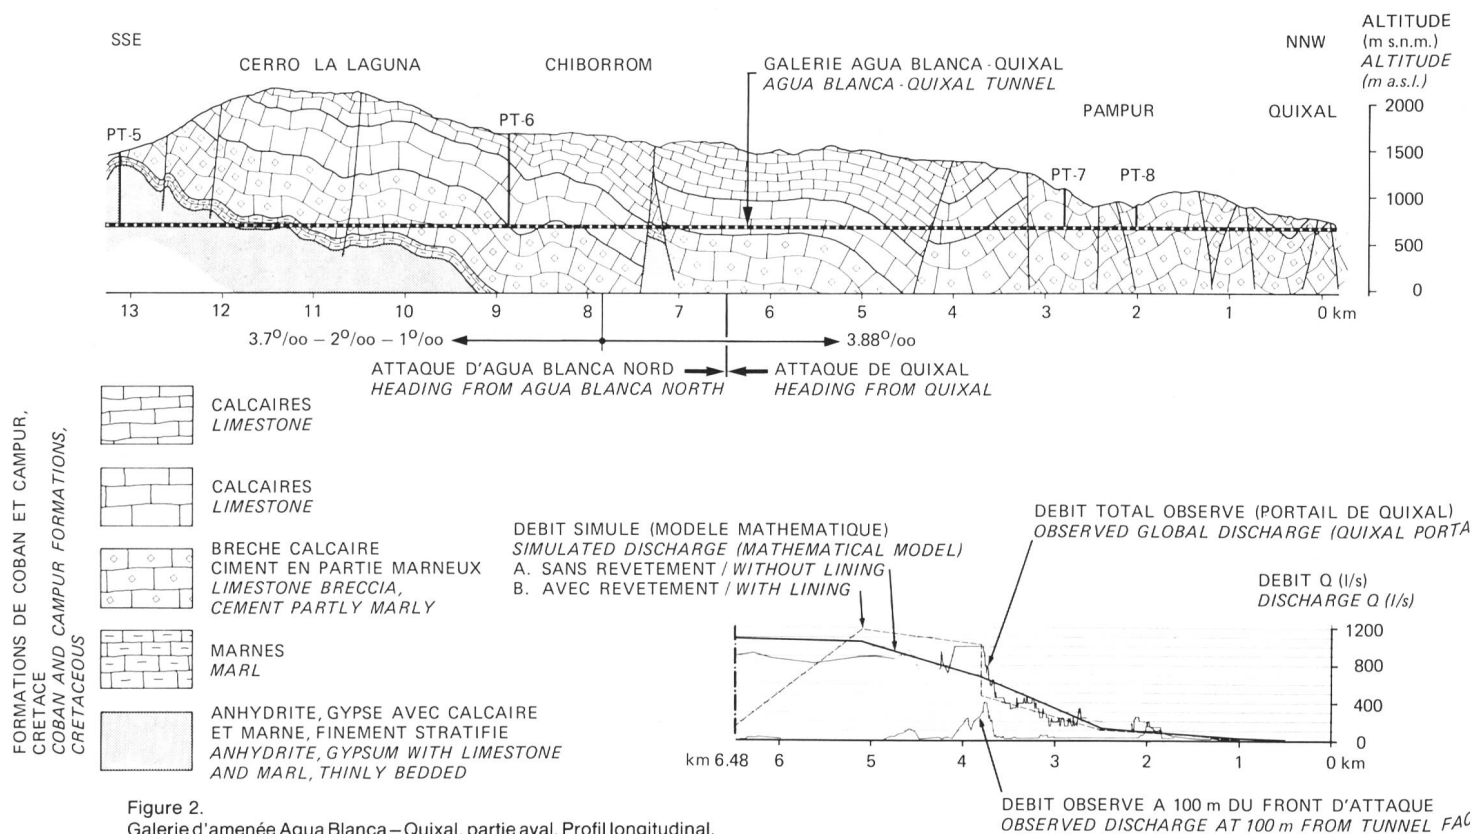 SSE
NNW
ALTITUDE
(m s.n.m.)
ALTITUDE
(m a.s.l.)
CERRO LA LAGUNA
CHIBORROM
GALERIE AGUA BLANCA - QUIXAL
AGUA BLANCA - QUIXAL TUNNEL
PAMPUR
QUIXAL
PT-5
PT-6
PT-7
PT-8
2000
1500
1000
500
0
13 12 11 10 9 8 7 6 5 4 3 2 1 0 km
3.7⁰/oo – 2⁰/oo – 1⁰/oo
3.88⁰/oo
ATTAQUE D'AGUA BLANCA NORD
HEADING FROM AGUA BLANCA NORTH
ATTAQUE DE QUIXAL
HEADING FROM QUIXAL
FORMATIONS DE COBAN ET CAMPUR,
CRETACE
COBAN AND CAMPUR FORMATIONS,
CRETACEOUS
CALCAIRES
LIMESTONE
CALCAIRES
LIMESTONE
BRECHE CALCAIRE
CIMENT EN PARTIE MARNEUX
LIMESTONE BRECCIA,
CEMENT PARTLY MARLY
MARNES
MARL
ANHYDRITE, GYPSE AVEC CALCAIRE
ET MARNE, FINEMENT STRATIFIE
ANHYDRITE, GYPSUM WITH LIMESTONE
AND MARL, THINLY BEDDED
DEBIT SIMULE (MODELE MATHEMATIQUE)
SIMULATED DISCHARGE (MATHEMATICAL MODEL)
A. SANS REVETEMENT / WITHOUT LINING
B. AVEC REVETEMENT / WITH LINING
DEBIT TOTAL OBSERVE (PORTAIL DE QUIXAL)
OBSERVED GLOBAL DISCHARGE (QUIXAL PORTA
DEBIT Q (l/s)
DISCHARGE Q (l/s)
1200
800
400
0
km 6.48 6 5 4 3 2 1 0 km
DEBIT OBSERVE A 100 m DU FRONT D'ATTAQUE
OBSERVED DISCHARGE AT 100 m FROM TUNNEL FAC
Figure 2.
Galerie d'amenée Agua Blanca – Quixal, partie aval. Profil longitudinal.